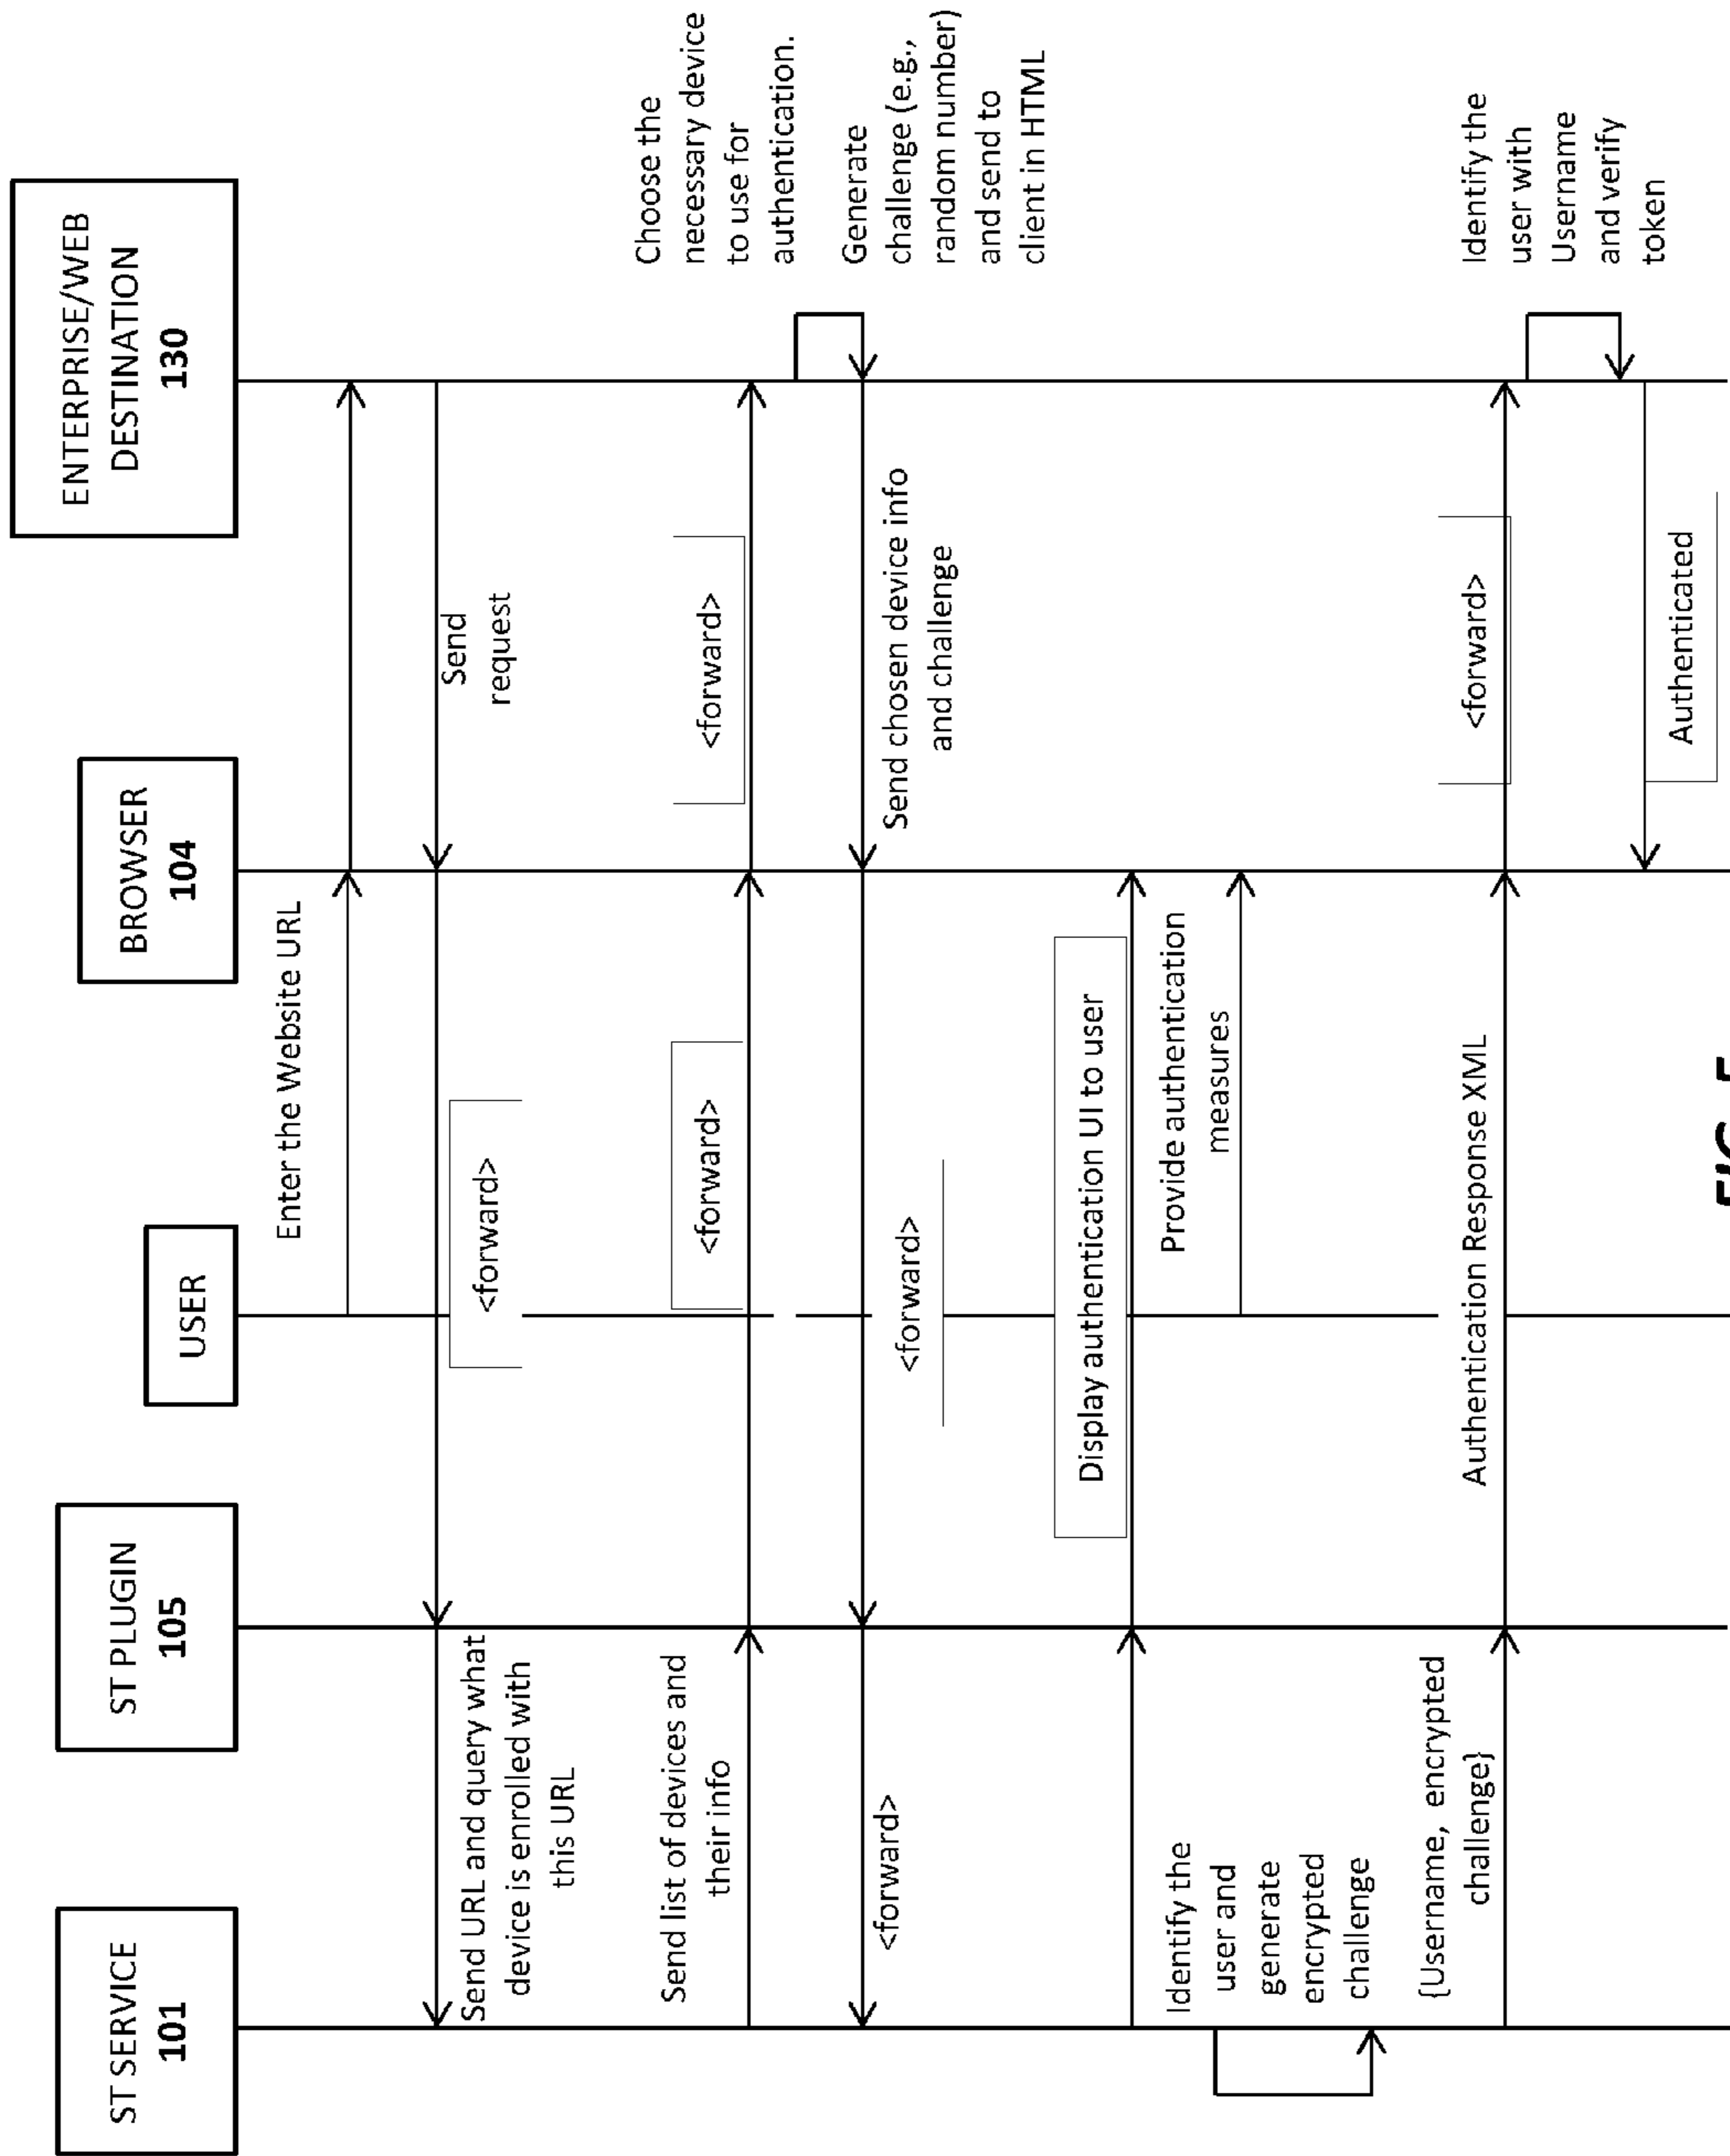 ST SERVICE
101
ST PLUGIN
105
USER
BROWSER
104
ENTERPRISE/WEB
DESTINATION
130
Enter the Website URL
Send
request
<forward>
Send URL and query what
device is enrolled with
this URL
Send list of devices and
their info
<forward>
<forward>
Choose the
necessary device
to use for
authentication.
Generate
challenge (e.g.,
random number)
and send to
client in HTML
Send chosen device info
and challenge
<forward>
<forward>
Display authentication UI to user
Provide authentication
measures
Identify the
user and
generate
encrypted
challenge
{Username, encrypted
challenge}
Authentication Response XML
<forward>
Identify the
user with
Username
and verify
token
Authenticated